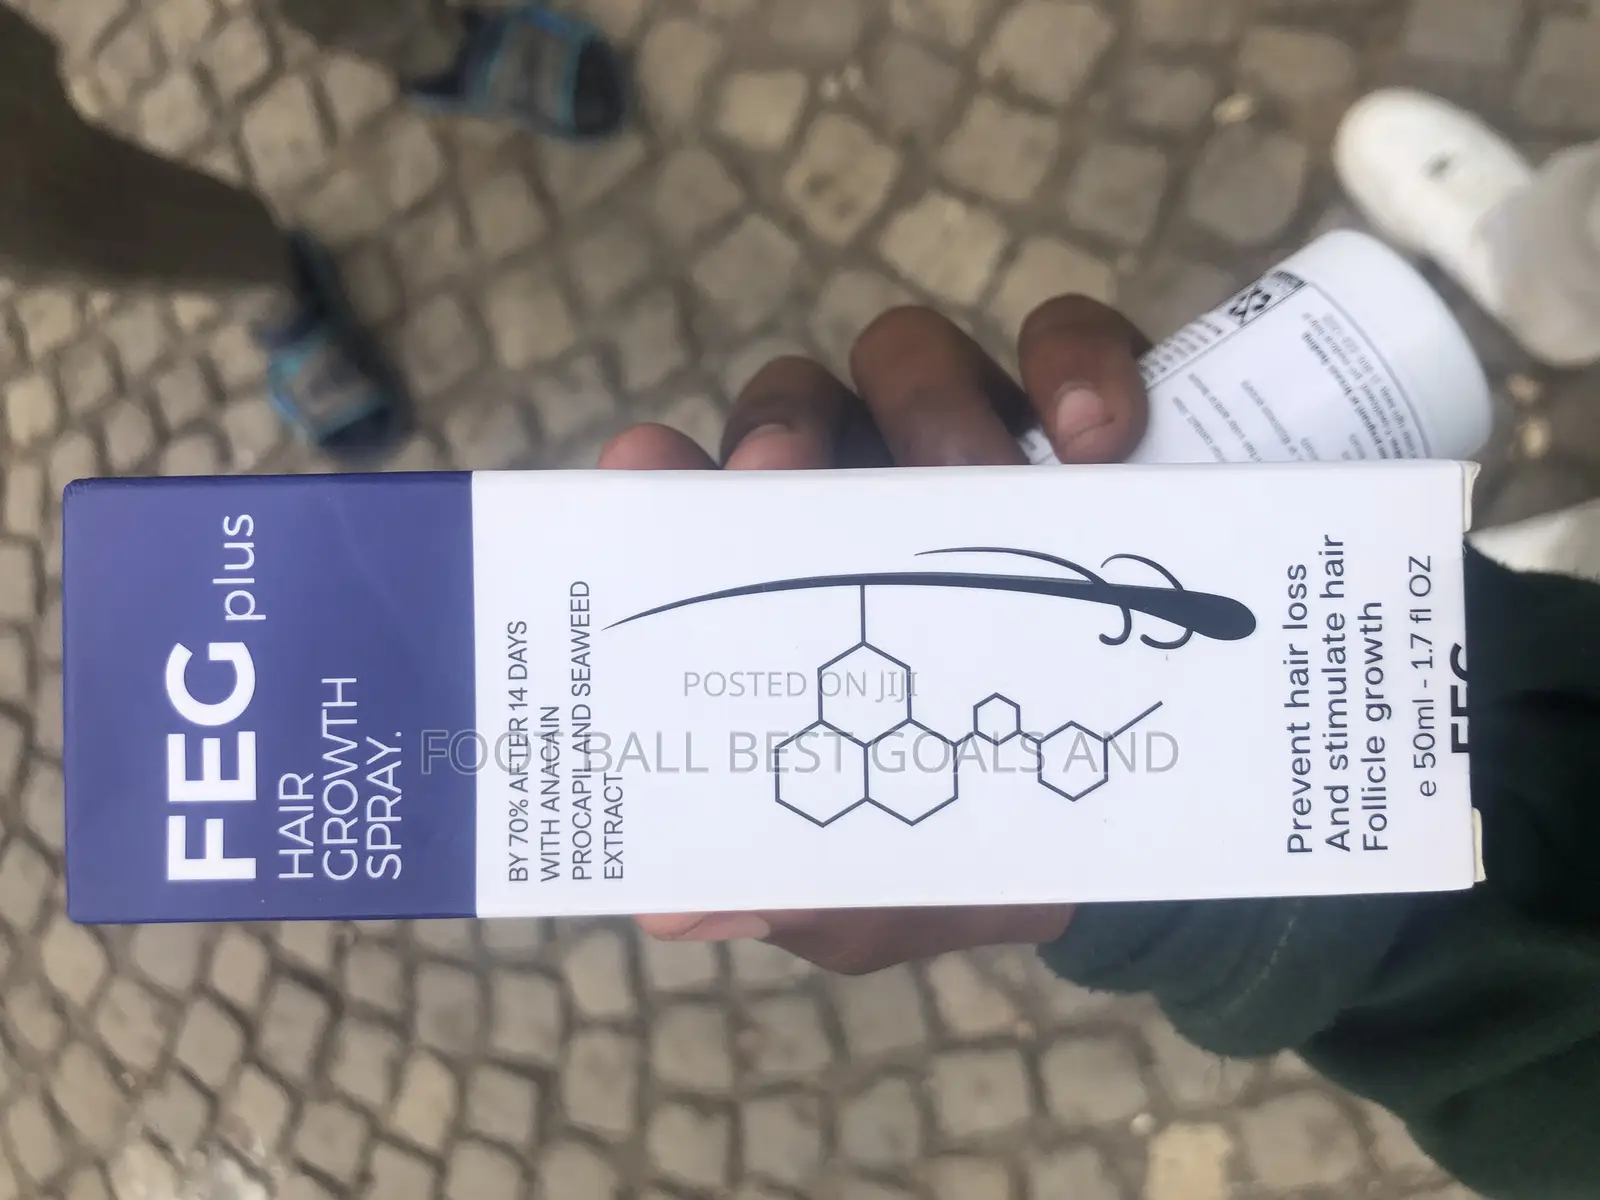 FEG plus
HAIR
GROWTH
SPRAY.
BY 70% AFTER 14 DAYS
WITH ANAGAIN
PROCAPIL AND SEAWEED
EXTRACT
Prevent hair loss
And stimulate hair
Follicle growth
e 50ml - 1.7 fl OZ
POSTED ON JIJI
FOOTBALL BEST GOALS AND